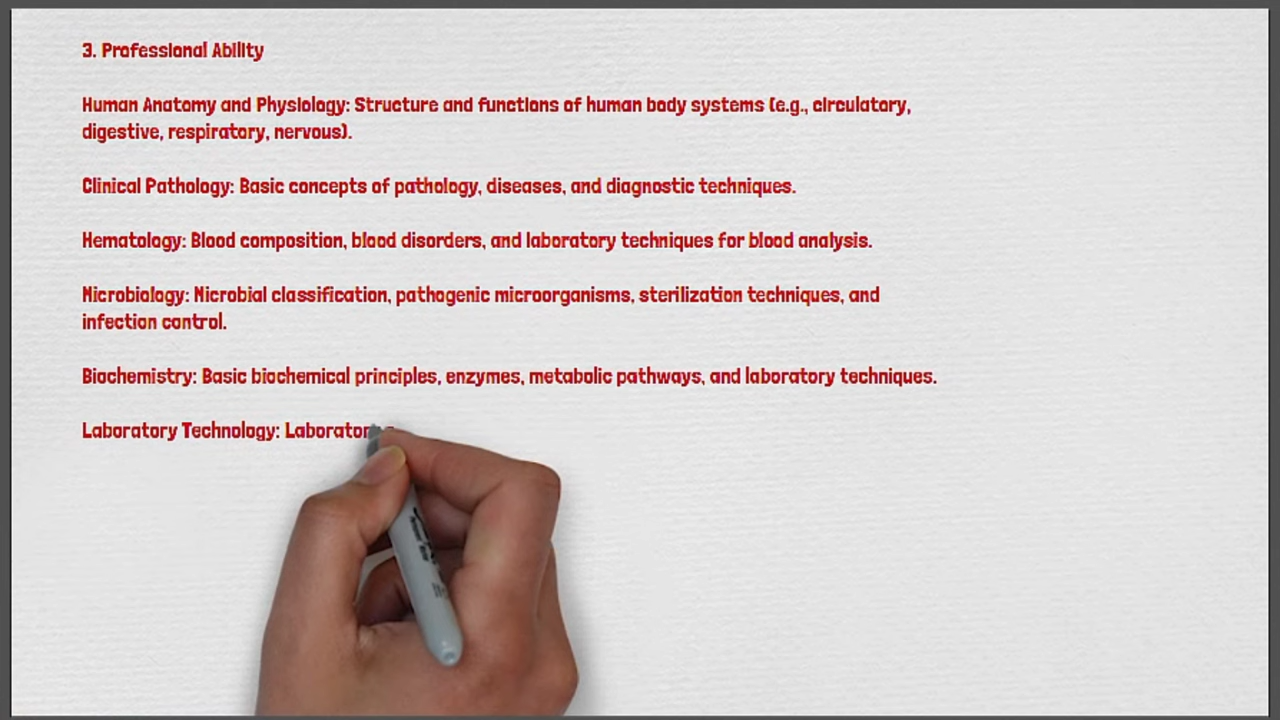 3. Professional Ability
Human Anatomy and Physiology: Structure and functions of human body systems (e.g., circulatory,
digestive, respiratory, nervous).
Clinical Pathology: Basic concepts of pathology, diseases, and diagnostic techniques.
Hematology: Blood composition, blood disorders, and laboratory techniques for blood analysis.
Microbiology: Microbial classification, pathogenic microorganisms, sterilization techniques, and
infection control.
Biochemistry: Basic biochemical principles, enzymes, metabolic pathways, and laboratory techniques.
Laboratory Technology: